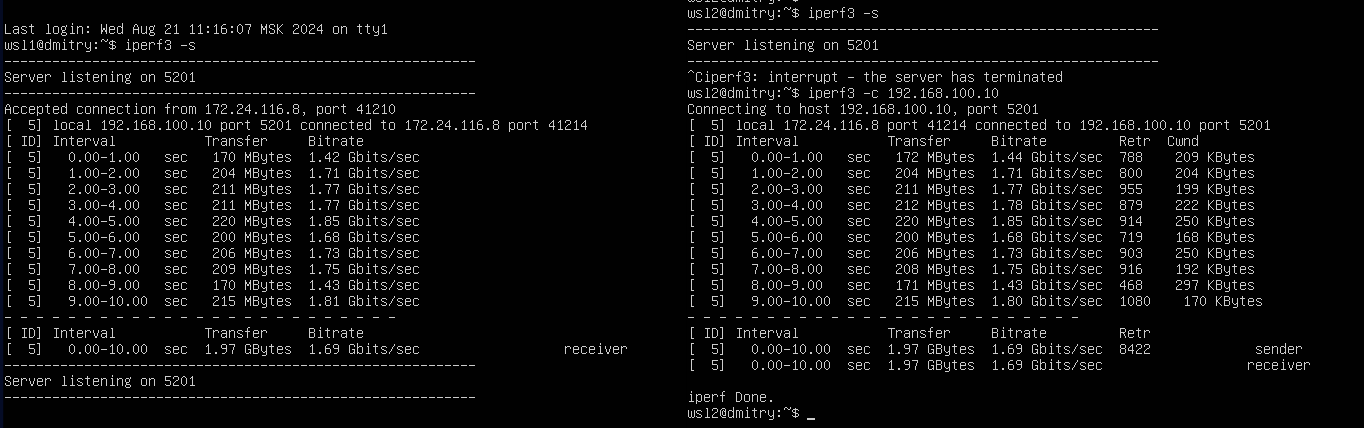 Last login: Wed Aug 21 11:16:07 MSK 2024 on tty1
wsl1@dmitry:~$ iperf3 -s
-----------------------------------------------------------
Server listening on 5201
-----------------------------------------------------------
Accepted connection from 172.24.116.8, port 41210
[  5] local 192.168.100.10 port 5201 connected to 172.24.116.8 port 41214
[ ID] Interval           Transfer     Bitrate
[  5]   0.00-1.00   sec   170 MBytes  1.42 Gbits/sec
[  5]   1.00-2.00   sec   204 MBytes  1.71 Gbits/sec
[  5]   2.00-3.00   sec   211 MBytes  1.77 Gbits/sec
[  5]   3.00-4.00   sec   211 MBytes  1.77 Gbits/sec
[  5]   4.00-5.00   sec   220 MBytes  1.85 Gbits/sec
[  5]   5.00-6.00   sec   200 MBytes  1.68 Gbits/sec
[  5]   6.00-7.00   sec   206 MBytes  1.73 Gbits/sec
[  5]   7.00-8.00   sec   209 MBytes  1.75 Gbits/sec
[  5]   8.00-9.00   sec   170 MBytes  1.43 Gbits/sec
[  5]   9.00-10.00  sec   215 MBytes  1.81 Gbits/sec
- - - - - - - - - - - - - - - - - - - - - - - - -
[ ID] Interval           Transfer     Bitrate
[  5]   0.00-10.00  sec  1.97 GBytes  1.69 Gbits/sec                  receiver
-----------------------------------------------------------
Server listening on 5201
-----------------------------------------------------------
wsl2@dmitry:~$ iperf3 -s
-----------------------------------------------------------
Server listening on 5201
-----------------------------------------------------------
^Ciperf3: interrupt - the server has terminated
wsl2@dmitry:~$ iperf3 -c 192.168.100.10
Connecting to host 192.168.100.10, port 5201
[  5] local 172.24.116.8 port 41214 connected to 192.168.100.10 port 5201
[ ID] Interval           Transfer     Bitrate         Retr  Cwnd
[  5]   0.00-1.00   sec   172 MBytes  1.44 Gbits/sec  788    209 KBytes
[  5]   1.00-2.00   sec   204 MBytes  1.71 Gbits/sec  800    204 KBytes
[  5]   2.00-3.00   sec   211 MBytes  1.77 Gbits/sec  955    199 KBytes
[  5]   3.00-4.00   sec   212 MBytes  1.78 Gbits/sec  879    222 KBytes
[  5]   4.00-5.00   sec   220 MBytes  1.85 Gbits/sec  914    250 KBytes
[  5]   5.00-6.00   sec   200 MBytes  1.68 Gbits/sec  719    168 KBytes
[  5]   6.00-7.00   sec   206 MBytes  1.73 Gbits/sec  903    250 KBytes
[  5]   7.00-8.00   sec   208 MBytes  1.75 Gbits/sec  916    192 KBytes
[  5]   8.00-9.00   sec   171 MBytes  1.43 Gbits/sec  468    297 KBytes
[  5]   9.00-10.00  sec   215 MBytes  1.80 Gbits/sec  1080    170 KBytes
- - - - - - - - - - - - - - - - - - - - - - - - -
[ ID] Interval           Transfer     Bitrate         Retr
[  5]   0.00-10.00  sec  1.97 GBytes  1.69 Gbits/sec  8422             sender
[  5]   0.00-10.00  sec  1.97 GBytes  1.69 Gbits/sec                  receiver
iperf Done.
wsl2@dmitry:~$ _